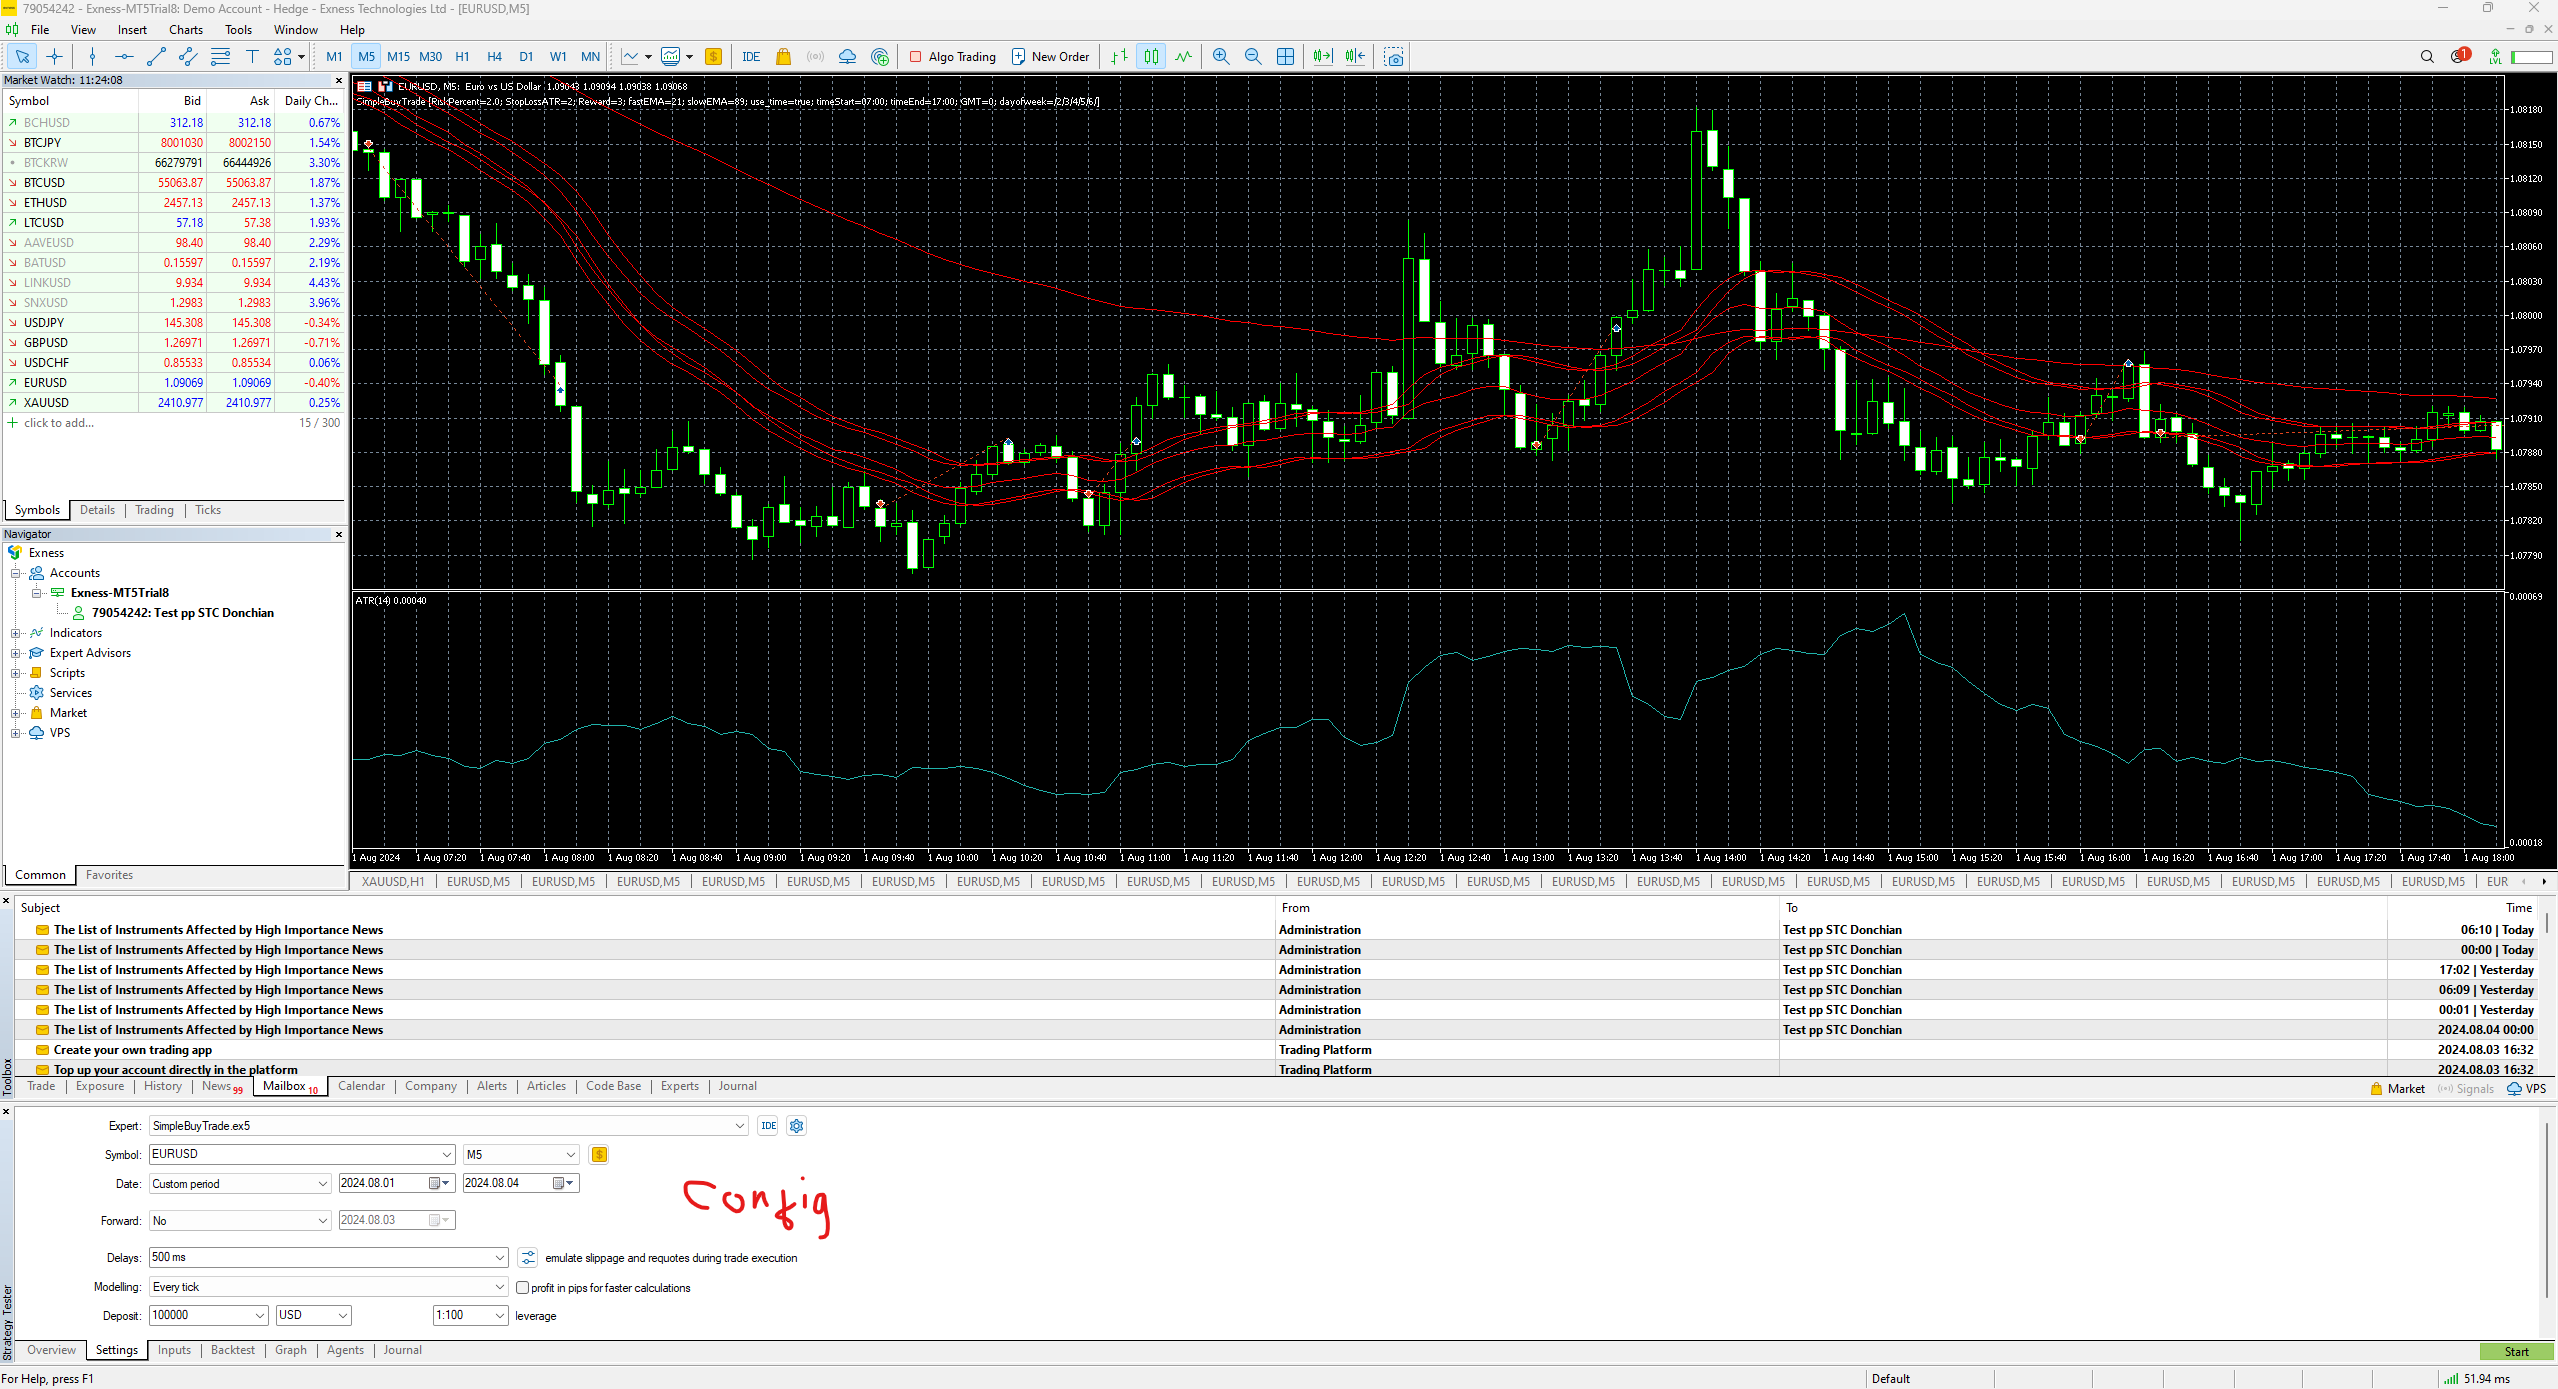 79054242 - Exness-MT5Trial8: Demo Account - Hedge - Exness Technologies Ltd - [EURUSD,M5]
File View Insert Charts Tools Window Help
M1 M5 M15 M30 H1 H4 D1 W1 MN IDE Algo Trading New Order 1 LVL
Market Watch: 11:24:08
Symbol Bid Ask Daily Ch...
BCHUSD 312.18 312.18 0.67%
BTCJPY 8001030 8002150 1.54%
BTCKRW 66279791 66444926 3.30%
BTCUSD 55063.87 55063.87 1.87%
ETHUSD 2457.13 2457.13 1.37%
LTCUSD 57.18 57.38 1.93%
AAVEUSD 98.40 98.40 2.29%
BATUSD 0.15597 0.15597 2.19%
LINKUSD 9.934 9.934 4.43%
SNXUSD 1.2983 1.2983 3.96%
USDJPY 145.308 145.308 -0.34%
GBPUSD 1.26971 1.26971 -0.71%
USDCHF 0.85533 0.85534 0.06%
EURUSD 1.09069 1.09069 -0.40%
XAUUSD 2410.977 2410.977 0.25%
click to add... 15 / 300
Symbols Details Trading Ticks
Navigator
Exness
Accounts
Exness-MT5Trial8
79054242: Test pp STC Donchian
Indicators
Expert Advisors
Scripts
Services
Market
VPS
Common Favorites
EURUSD, M5: Euro vs US Dollar 1.09043 1.09094 1.09038 1.09068
SimpleBuyTrade [RiskPercent=2.0; StopLossATR=2; Reward=3; fastEMA=21; slowEMA=89; use_time=true; timeStart=07:00; timeEnd=17:00; GMT=0; dayofweek=/2/3/4/5/6/]
1.08180
1.08150
1.08120
1.08090
1.08060
1.08030
1.08000
1.07970
1.07940
1.07910
1.07880
1.07850
1.07820
1.07790
ATR(14) 0.00040
0.00069
0.00018
1 Aug 2024 1 Aug 07:20 1 Aug 07:40 1 Aug 08:00 1 Aug 08:20 1 Aug 08:40 1 Aug 09:00 1 Aug 09:20 1 Aug 09:40 1 Aug 10:00 1 Aug 10:20 1 Aug 10:40 1 Aug 11:00 1 Aug 11:20 1 Aug 11:40 1 Aug 12:00 1 Aug 12:20 1 Aug 12:40 1 Aug 13:00 1 Aug 13:20 1 Aug 13:40 1 Aug 14:00 1 Aug 14:20 1 Aug 14:40 1 Aug 15:00 1 Aug 15:20 1 Aug 15:40 1 Aug 16:00 1 Aug 16:20 1 Aug 16:40 1 Aug 17:00 1 Aug 17:20 1 Aug 17:40 1 Aug 18:00
XAUUSD,H1 EURUSD,M5 EURUSD,M5 EURUSD,M5 EURUSD,M5 EURUSD,M5 EURUSD,M5 EURUSD,M5 EURUSD,M5 EURUSD,M5 EURUSD,M5 EURUSD,M5 EURUSD,M5 EURUSD,M5 EURUSD,M5 EURUSD,M5 EURUSD,M5 EURUSD,M5 EURUSD,M5 EURUSD,M5 EURUSD,M5 EURUSD,M5 EURUSD,M5 EURUSD,M5 EURUSD,M5 EUR
Subject From To Time
The List of Instruments Affected by High Importance News Administration Test pp STC Donchian 06:10 | Today
The List of Instruments Affected by High Importance News Administration Test pp STC Donchian 00:00 | Today
The List of Instruments Affected by High Importance News Administration Test pp STC Donchian 17:02 | Yesterday
The List of Instruments Affected by High Importance News Administration Test pp STC Donchian 06:09 | Yesterday
The List of Instruments Affected by High Importance News Administration Test pp STC Donchian 00:01 | Yesterday
The List of Instruments Affected by High Importance News Administration Test pp STC Donchian 2024.08.04 00:00
Create your own trading app Trading Platform 2024.08.03 16:32
Top up your account directly in the platform Trading Platform 2024.08.03 16:32
Toolbox
Trade Exposure History News 99 Mailbox 10 Calendar Company Alerts Articles Code Base Experts Journal Market Signals VPS
Expert: SimpleBuyTrade.ex5 IDE
Symbol: EURUSD M5
Date: Custom period 2024.08.01 2024.08.04
Config
Forward: No 2024.08.03
Delays: 500 ms emulate slippage and requotes during trade execution
Modelling: Every tick profit in pips for faster calculations
Deposit: 100000 USD 1:100 leverage
Strategy Tester
Overview Settings Inputs Backtest Graph Agents Journal Start
For Help, press F1 Default 51.94 ms